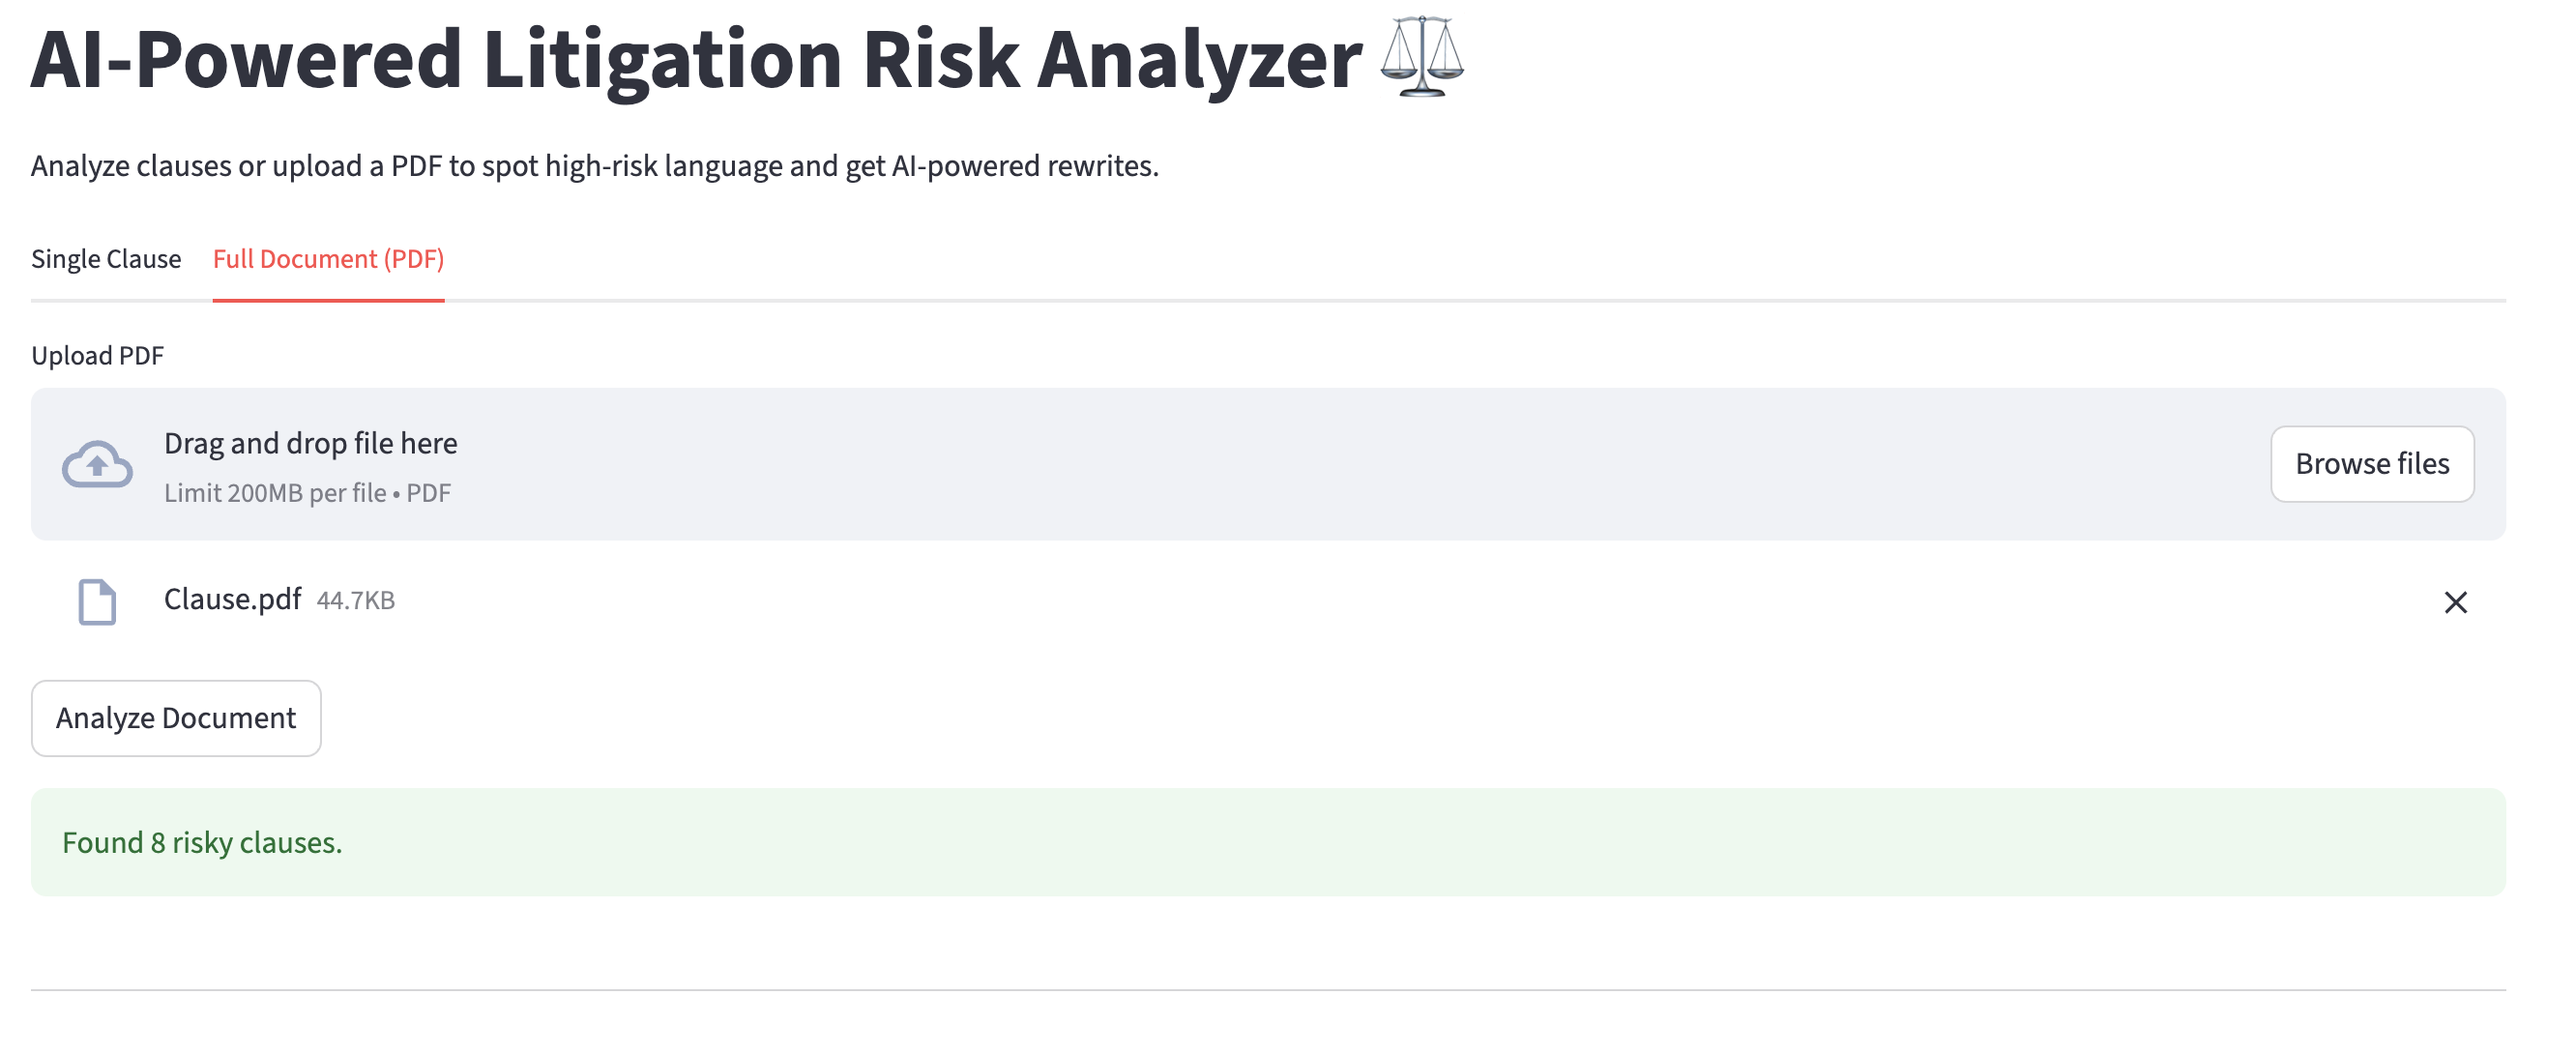 AI-Powered Litigation Risk Analyzer
Analyze clauses or upload a PDF to spot high-risk language and get AI-powered rewrites.
Single Clause Full Document (PDF)
Upload PDF
Drag and drop file here
Limit 200MB per file • PDF
Browse files
Clause.pdf 44.7KB
Analyze Document
Found 8 risky clauses.